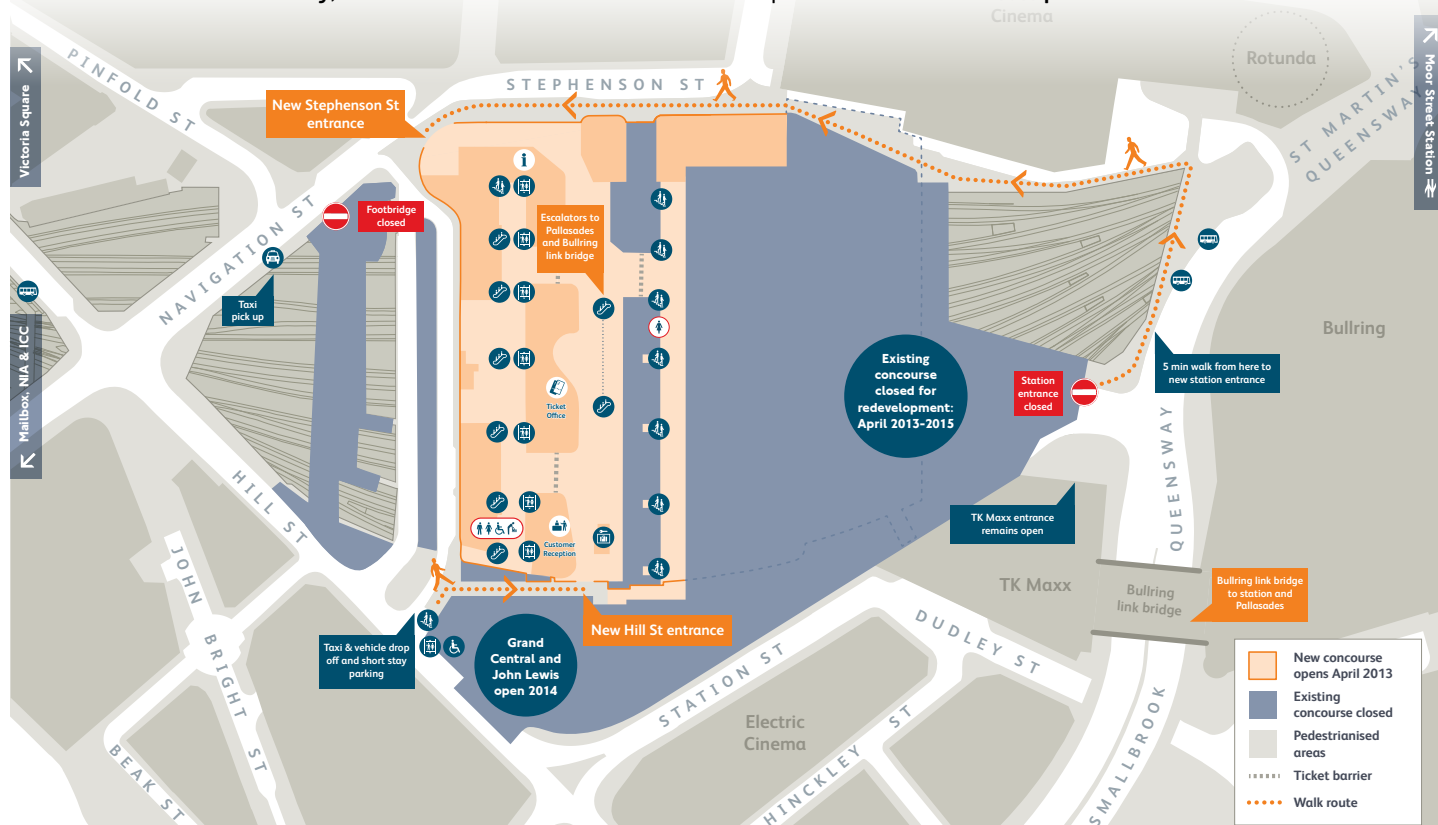 Cinema
Rotunda
PINFOLD ST
STEPHENSON ST
ST MARTIN'S
QUEENSWAY
Victoria Square
Moor Street Station
New Stephenson St
entrance
i
Footbridge
closed
Escalators to
Pallasades
and Bullring
link bridge
NAVIGATION ST
Taxi
pick up
Mailbox, NIA & ICC
Bullring
Existing
concourse
closed for
redevelopment:
April 2013-2015
5 min walk from here to
new station entrance
Station
entrance
closed
Ticket
Office
QUEENSWAY
HILL ST
TK Maxx entrance
remains open
Customer
Reception
JOHN BRIGHT ST
TK Maxx
Bullring
link bridge
Bullring link bridge
to station and
Pallasades
New Hill St entrance
DUDLEY ST
Taxi & vehicle drop
off and short stay
parking
Grand
Central and
John Lewis
open 2014
STATION ST
Electric
Cinema
BEAK ST
HINCKLEY ST
SMALLBROOK
New concourse
opens April 2013
Existing
concourse closed
Pedestrianised
areas
Ticket barrier
Walk route